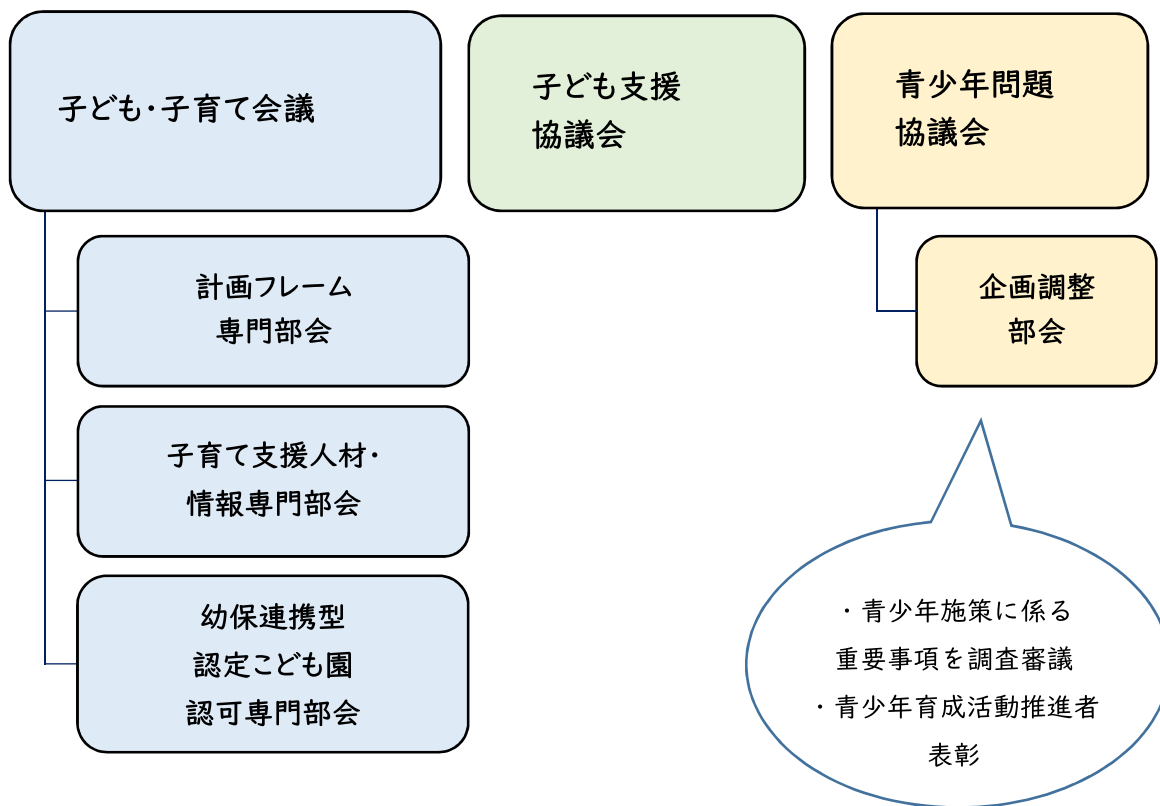 子ども・子育て会議
子ども支援
協議会
青少年問題
協議会
計画フレーム
専門部会
企画調整
部会
子育て支援人材・
情報専門部会
幼保連携型
認定こども園
認可専門部会
・青少年施策に係る
重要事項を調査審議
・青少年育成活動推進者
表彰